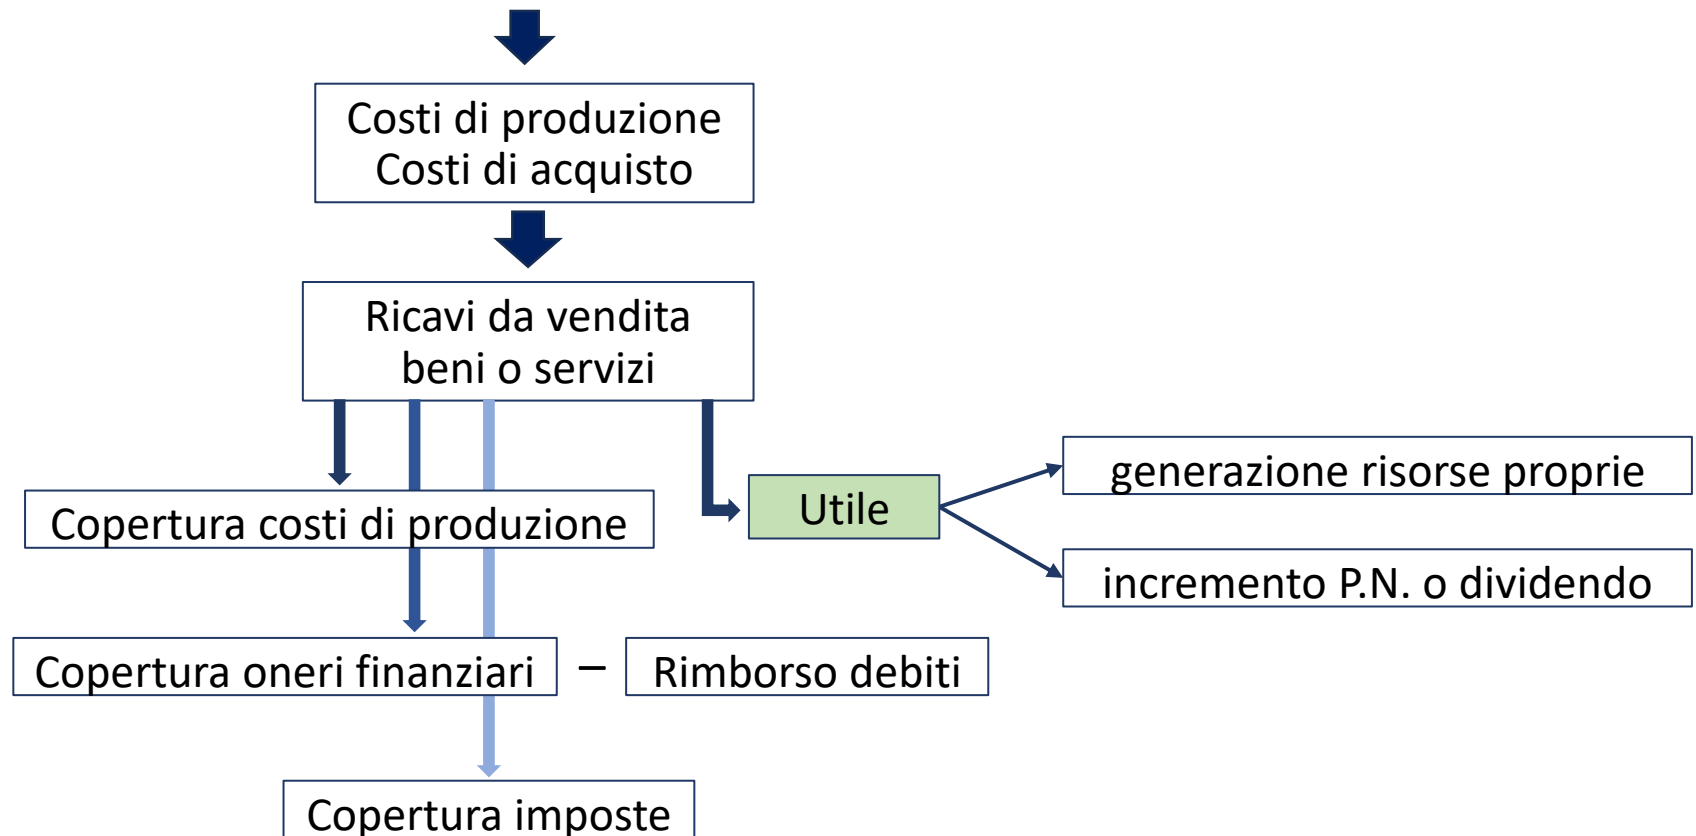 Costi di produzione
Costi di acquisto
Ricavi da vendita
beni o servizi
Copertura costi di produzione
Utile
generazione risorse proprie
incremento P.N. o dividendo
Copertura oneri finanziari – Rimborso debiti
Copertura imposte